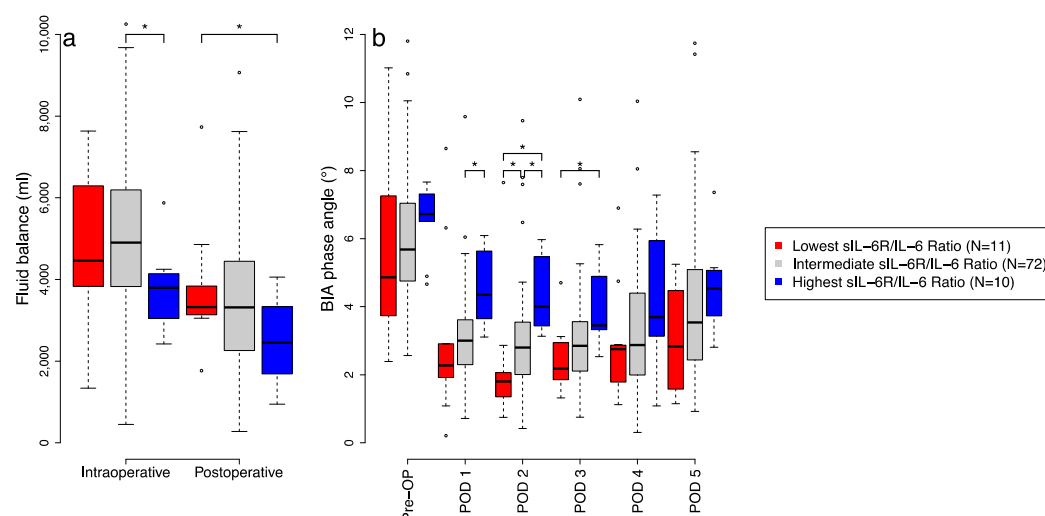 a
Fluid balance (ml)
10,000
8,000
6,000
4,000
2,000
0
*
*
Intraoperative
Postoperative
b
BIA phase angle (°)
12
10
8
6
4
2
0
*
*
*
*
*
Pre−OP
POD 1
POD 2
POD 3
POD 4
POD 5
Lowest sIL−6R/IL−6 Ratio (N=11)
Intermediate sIL−6R/IL−6 Ratio (N=72)
Highest sIL−6R/IL−6 Ratio (N=10)